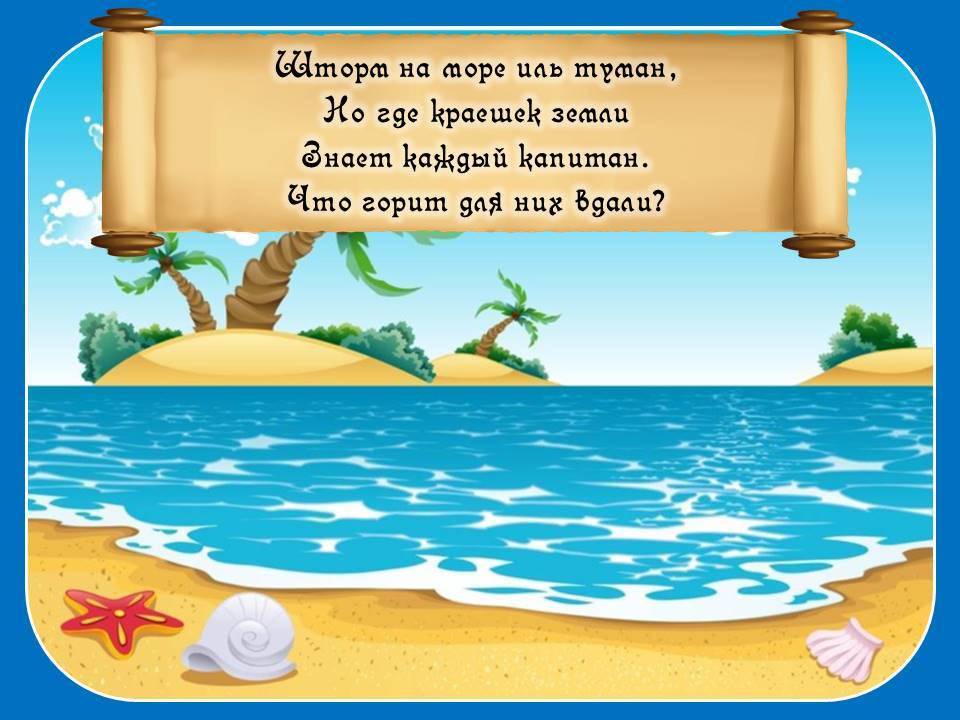 Шторм на море иль туман,
Но где краешек земли
Знает каждый капитан.
Что горит для них вдали?